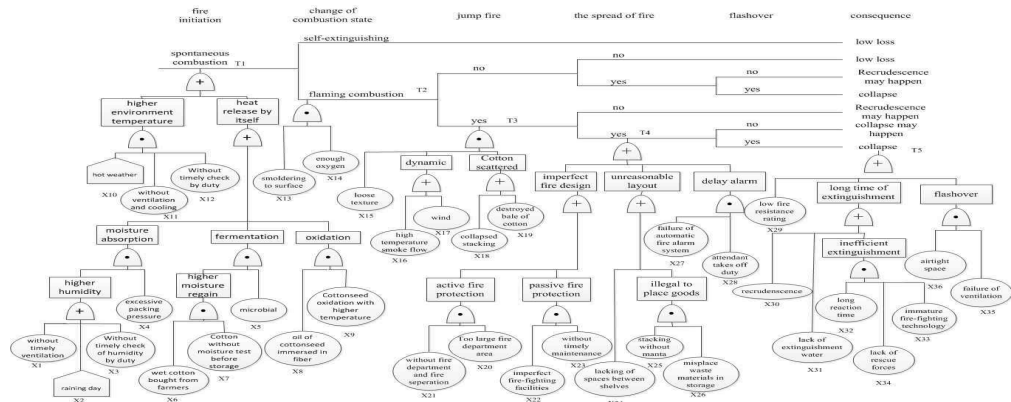 fire
initiation
change of
combustion state
jump fire
the spread of fire
flashover
consequence
self-extinguishing
low loss
spontaneous
combustion
T1
no
low loss
no
Recrudescence
may happen
flaming combustion
T2
yes
yes
collapse
no
Recrudescence
may happen
yes
T3
no
collapse may
happen
yes
T4
yes
collapse
T5
higher
environment
temperature
heat
release by
itself
hot weather
X10
without
ventilation
and cooling
X11
Without
timely check
by duty
X12
smoldering
to surface
X13
enough
oxygen
X14
loose
texture
X15
dynamic
Cotton
scattered
high
temperature
smoke flow
X16
wind
X17
collapsed
stacking
X18
destroyed
bale of
cotton
X19
imperfect
fire design
unreasonable
layout
delay alarm
failure of
automatic
fire alarm
system
X27
attendant
takes off
duty
X28
low fire
resistance
rating
X29
long time of
extinguishment
flashover
inefficient
extinguishment
airtight
space
X36
failure of
ventilation
X35
recrudenscence
X30
lack of
extinguishment
water
X31
long
reaction
time
X32
immature
fire-fighting
technology
X33
lack of
rescue
forces
X34
moisture
absorption
fermentation
oxidation
higher
humidity
excessive
packing
pressure
X4
without
timely
ventilation
X1
raining day
X2
Without
timely check
of humidity
by duty
X3
higher
moisture
regain
microbial
X5
wet cotton
bought from
farmers
X6
Cotton
without
moisture test
before
storage
X7
oil of
cottonseed
immersed in
fiber
X8
Cottonseed
oxidation with
higher
temperature
X9
active fire
protection
passive fire
protection
illegal to
place goods
without fire
department
and fire
seperation
X21
Too large fire
department
area
X20
imperfect
fire-fighting
facilities
X22
without
timely
maintenance
X23
lacking of
spaces between
shelves
stacking
without
manta
X25
misplace
waste
materials in
storage
X26